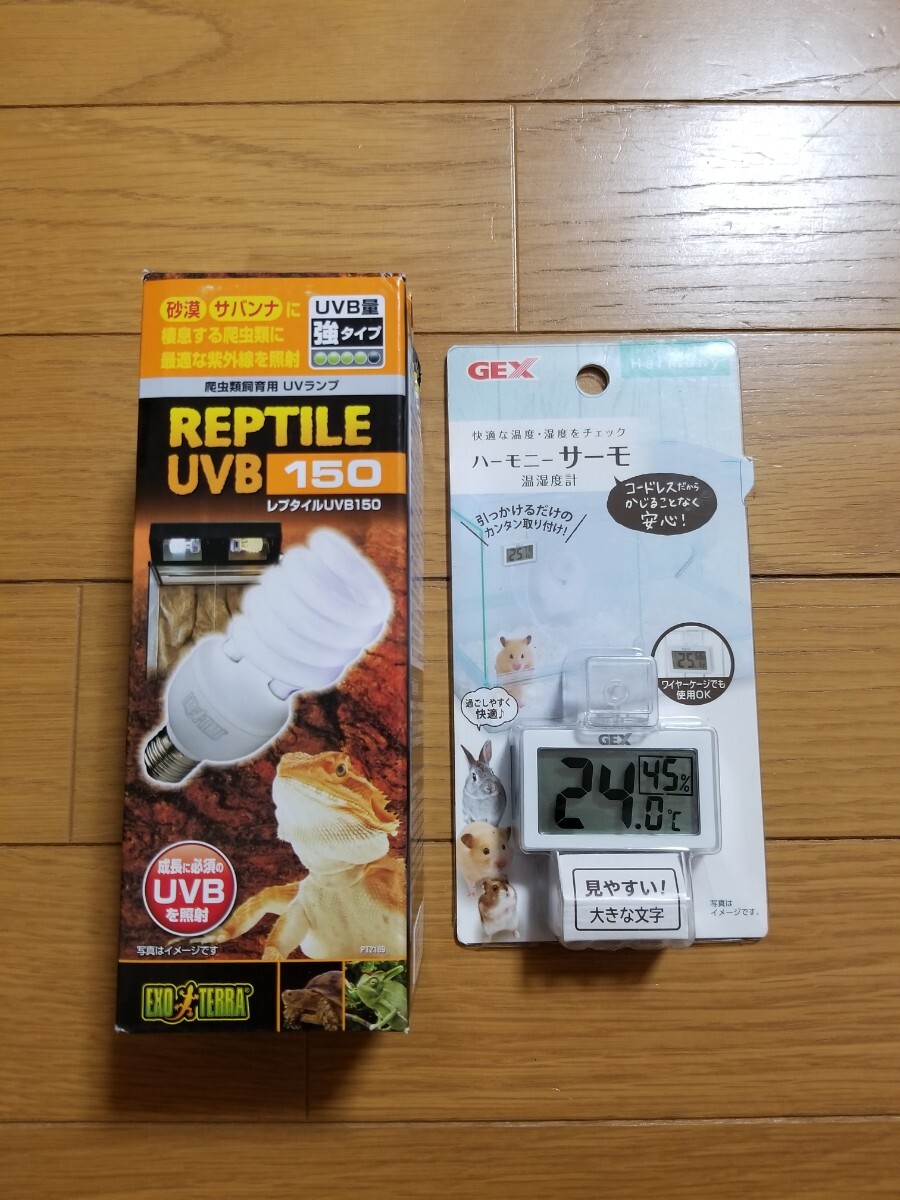 砂漠 サバンナに
棲息する爬虫類に
最適な紫外線を照射
UVB量
強タイプ
爬虫類飼育用 UVランプ
REPTILE
UVB 150
レプタイルUVB150
成長に必須の
UVB
を照射
写真はイメージです
PT2189
EXO TERRA
GEX
Harmony
快適な温度・湿度をチェック
ハーモニー サーモ
温湿度計
コードレスだから
かじることなく
安心!
引っかけるだけの
カンタン取り付け!
25
25
ワイヤーケージでも
使用OK
過ごしやすく
快適♪
GEX
24.0℃
45%
見やすい!
大きな文字
写真は
イメージです。